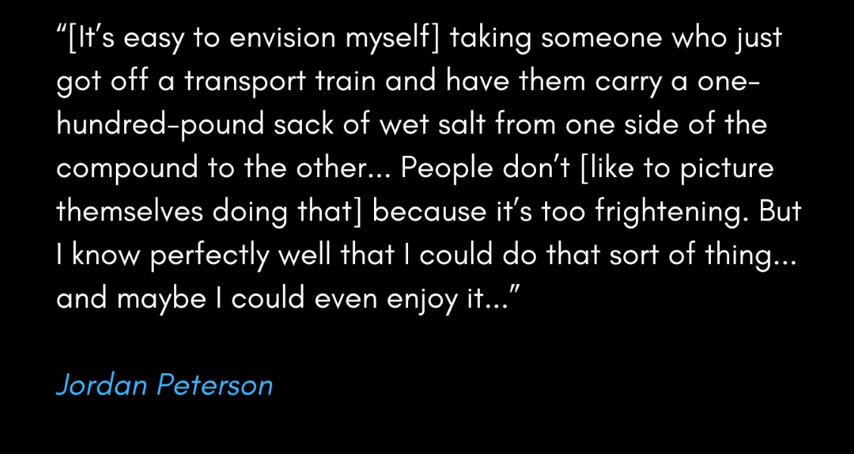 “[It’s easy to envision myself] taking someone who just
got off a transport train and have them carry a one-
hundred-pound sack of wet salt from one side of the
compound to the other... People don’t [like to picture
themselves doing that] because it’s too frightening. But
I know perfectly well that I could do that sort of thing...
and maybe I could even enjoy it...”
Jordan Peterson